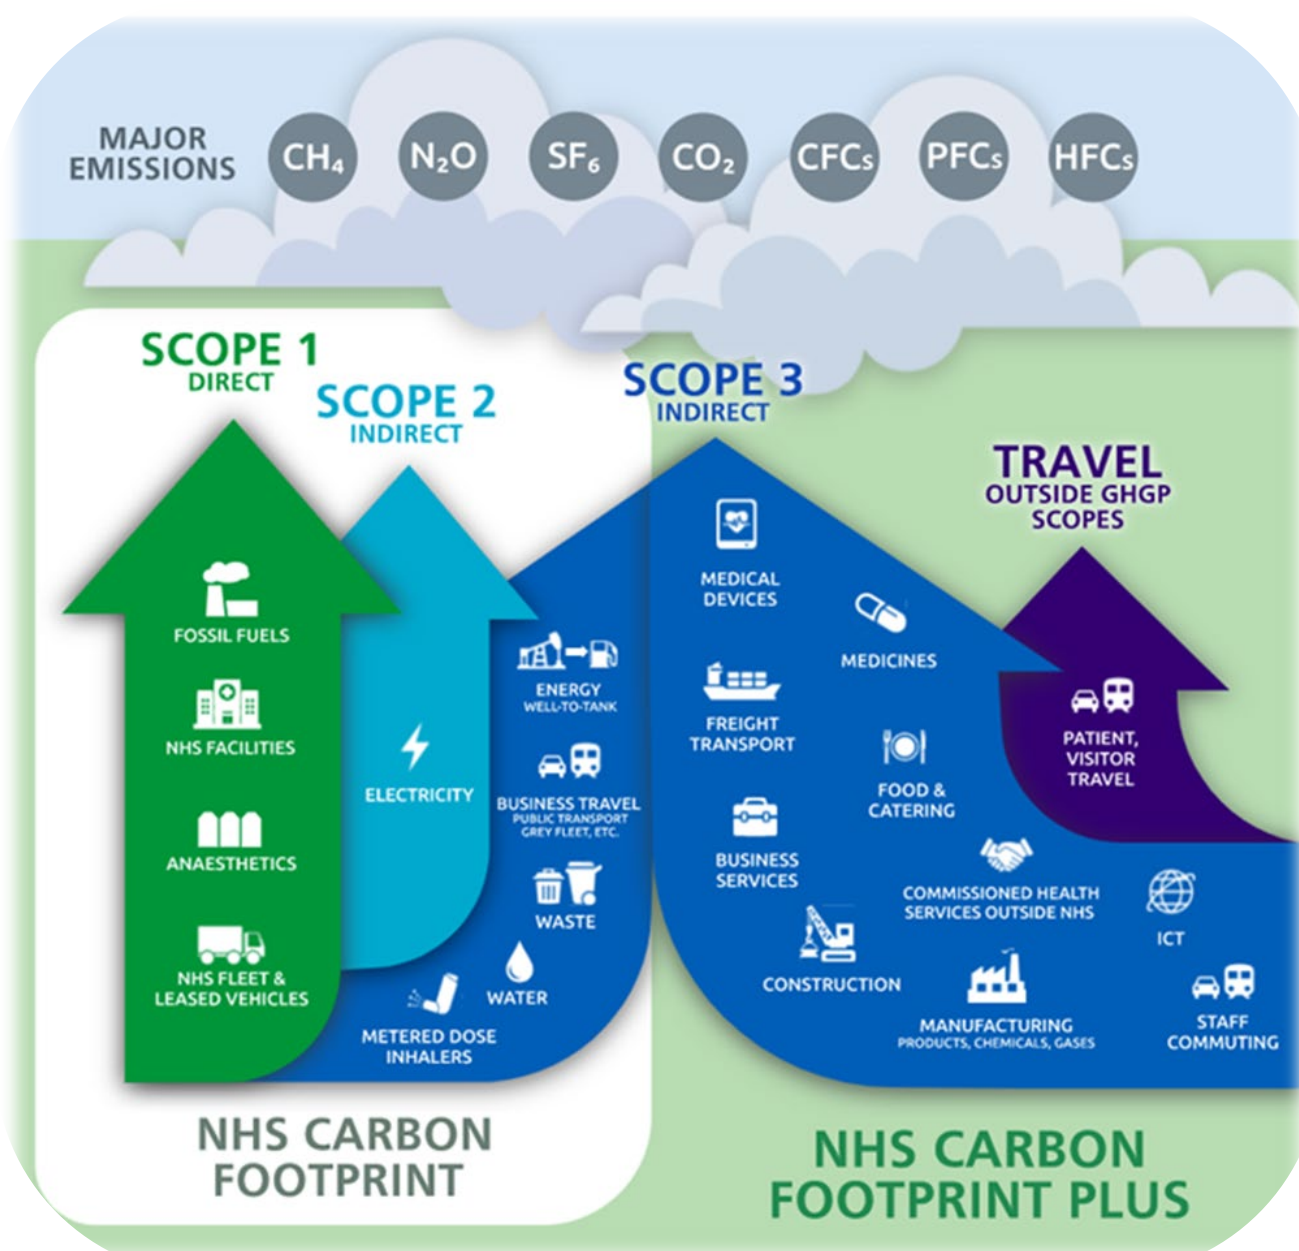 MAJOR
EMISSIONS
CH₄
N₂O
SF₆
CO₂
CFCs
PFCs
HFCs
SCOPE 1
DIRECT
FOSSIL FUELS
NHS FACILITIES
ANAESTHETICS
NHS FLEET &
LEASED VEHICLES
SCOPE 2
INDIRECT
ELECTRICITY
SCOPE 3
INDIRECT
ENERGY
WELL-TO-TANK
BUSINESS TRAVEL
PUBLIC TRANSPORT
GREY FLEET, ETC.
WASTE
WATER
METERED DOSE
INHALERS
MEDICAL
DEVICES
MEDICINES
FREIGHT
TRANSPORT
FOOD &
CATERING
BUSINESS
SERVICES
COMMISSIONED HEALTH
SERVICES OUTSIDE NHS
ICT
CONSTRUCTION
MANUFACTURING
PRODUCTS, CHEMICALS, GASES
STAFF
COMMUTING
TRAVEL
OUTSIDE GHGP
SCOPES
PATIENT,
VISITOR
TRAVEL
NHS CARBON
FOOTPRINT
NHS CARBON
FOOTPRINT PLUS